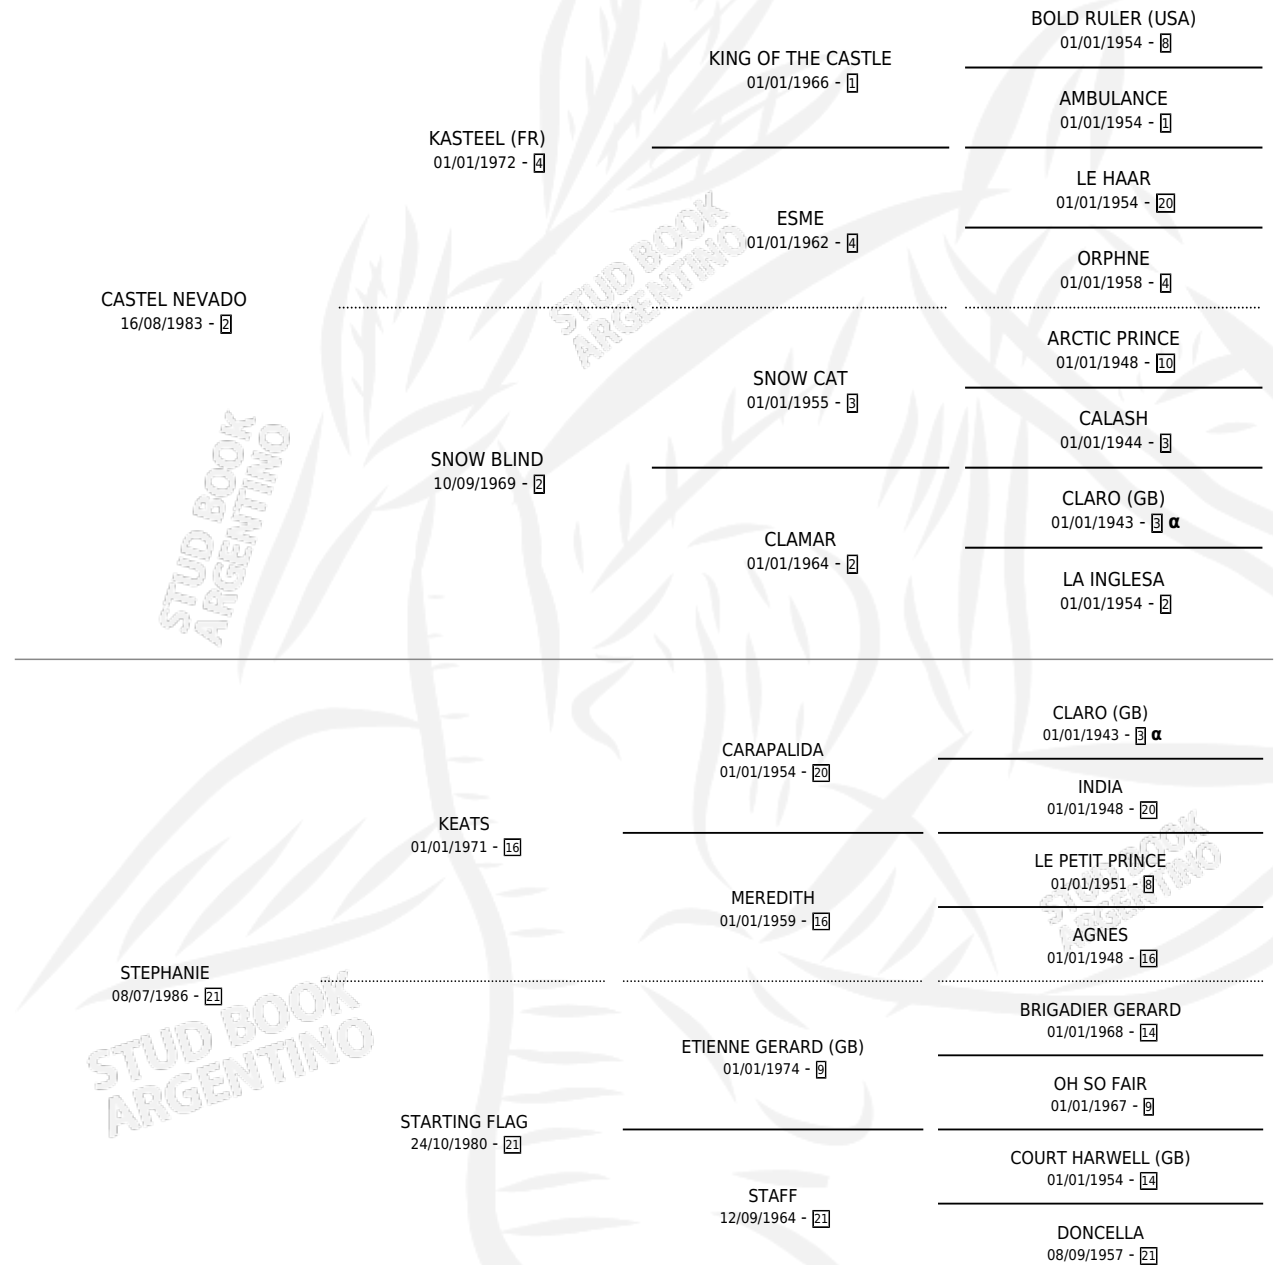 BOLD RULER (USA)
01/01/1954 - 8
KING OF THE CASTLE
01/01/1966 - 1
AMBULANCE
01/01/1954 - 1
KASTEEL (FR)
01/01/1972 - 4
LE HAAR
01/01/1954 - 20
ESME
01/01/1962 - 4
ORPHNE
01/01/1958 - 4
CASTEL NEVADO
16/08/1983 - 2
ARCTIC PRINCE
01/01/1948 - 10
SNOW CAT
01/01/1955 - 3
CALASH
01/01/1944 - 3
SNOW BLIND
10/09/1969 - 2
CLARO (GB)
01/01/1943 - 3 α
CLAMAR
01/01/1964 - 2
LA INGLESA
01/01/1954 - 2
CLARO (GB)
01/01/1943 - 3 α
CARAPALIDA
01/01/1954 - 20
INDIA
01/01/1948 - 20
KEATS
01/01/1971 - 16
LE PETIT PRINCE
01/01/1951 - 8
MEREDITH
01/01/1959 - 16
AGNES
01/01/1948 - 16
STEPHANIE
08/07/1986 - 21
BRIGADIER GERARD
01/01/1968 - 14
ETIENNE GERARD (GB)
01/01/1974 - 9
OH SO FAIR
01/01/1967 - 9
STARTING FLAG
24/10/1980 - 21
COURT HARWELL (GB)
01/01/1954 - 14
STAFF
12/09/1964 - 21
DONCELLA
08/09/1957 - 21
STUD BOOK
ARGENTINO
STUD BOOK
ARGENTINO
STUD BOOK
ARGENTINO
STUD BOOK
ARGENTINO